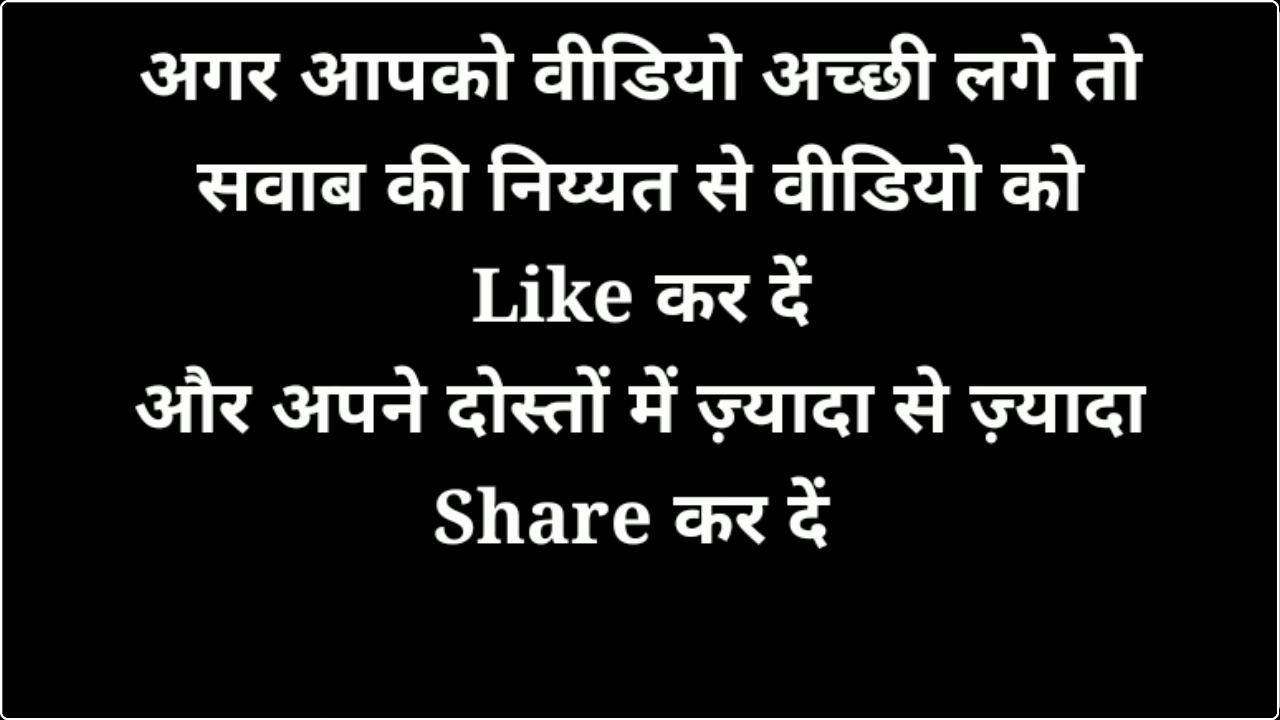 अगर आपको वीडियो अच्छी लगे तो
सवाब की निय्यत से वीडियो को
Like कर दें
और अपने दोस्तों में ज़्यादा से ज़्यादा
Share कर दें